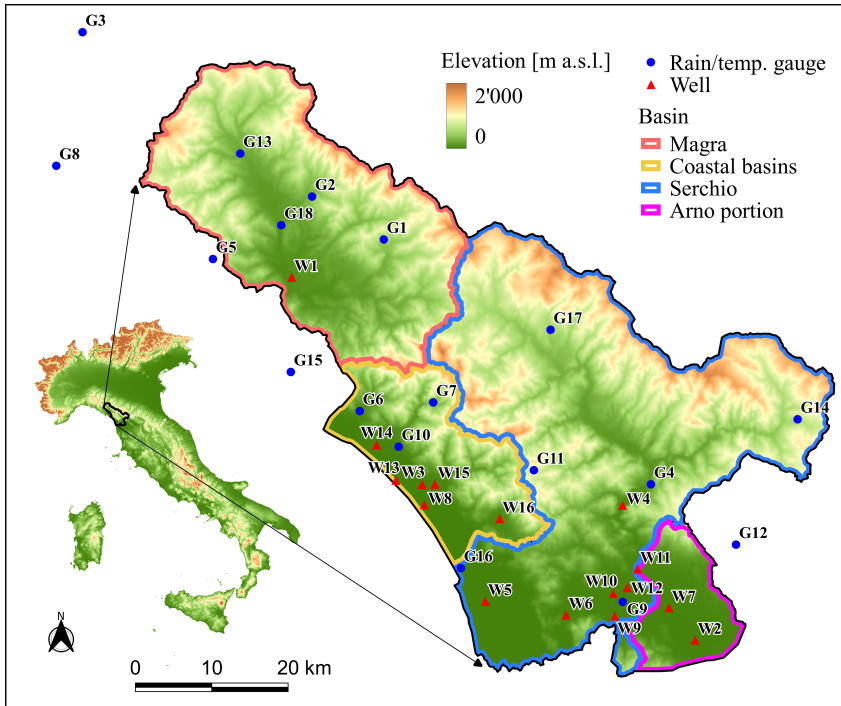 G3
Elevation [m a.s.l.]
2'000
0
Rain/temp. gauge
Well
Basin
Magra
Coastal basins
Serchio
Arno portion
G13
G8
G2
G18
G1
G5
W1
G17
G15
G7
G6
G14
W14
G10
G11
W13
W3
W15
G4
W8
W16
W4
G12
G16
W11
W10
W12
W5
W6
G9
W7
W9
W2
N
0 10 20 km